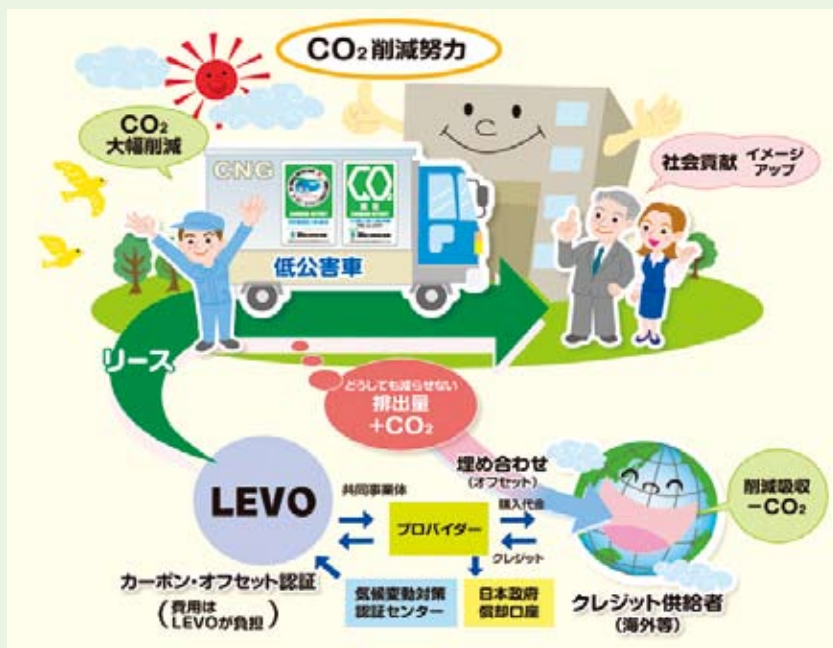 CO₂削減努力
CO₂
大幅削減
CNG
CO₂
低公害車
社会貢献
イメージ
アップ
リース
どうしても減らせない
排出量
+CO₂
LEVO
共同事業体
プロバイダー
埋め合わせ
(オフセット)
購入代金
クレジット
削減吸収
-CO₂
カーボン・オフセット認証
(費用は
LEVOが負担)
気候変動対策
認証センター
日本政府
償却口座
クレジット供給者
(海外等)